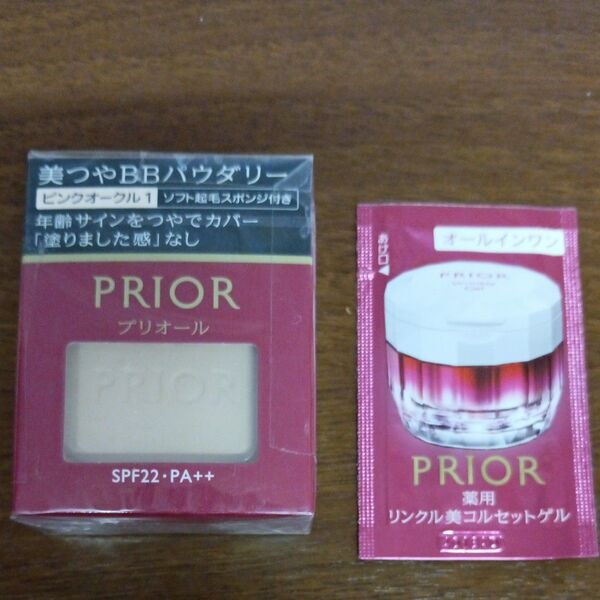 美つやBBパウダリー
ピンクオークル1 ソフト起毛スポンジ付き
年齢サインをつやでカバー
「塗りました感」なし
PRIOR
プリオール
PRIOR
SPF22・PA++
あけ口
オールインワン
PRIOR
PRIOR
薬用
リンクル美コルセットゲル